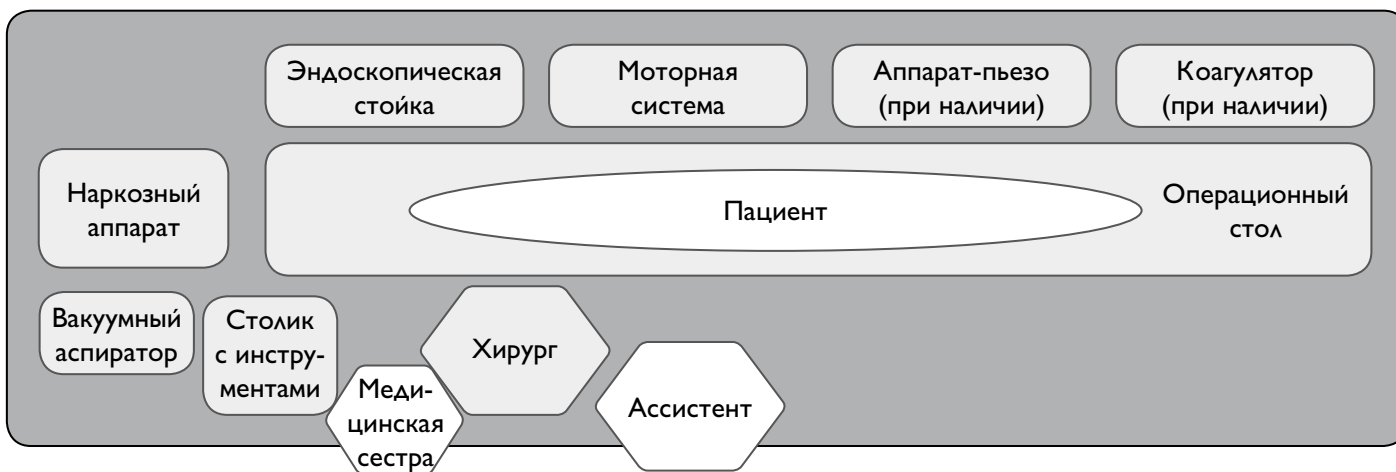 Эндоскопическая
стойка
Моторная
система
Аппарат-пьезо
(при наличии)
Коагулятор
(при наличии)
Наркозный
аппарат
Пациент
Операционный
стол
Вакуумный
аспиратор
Столик
с инстру-
ментами
Меди-
цинская
сестра
Хирург
Ассистент